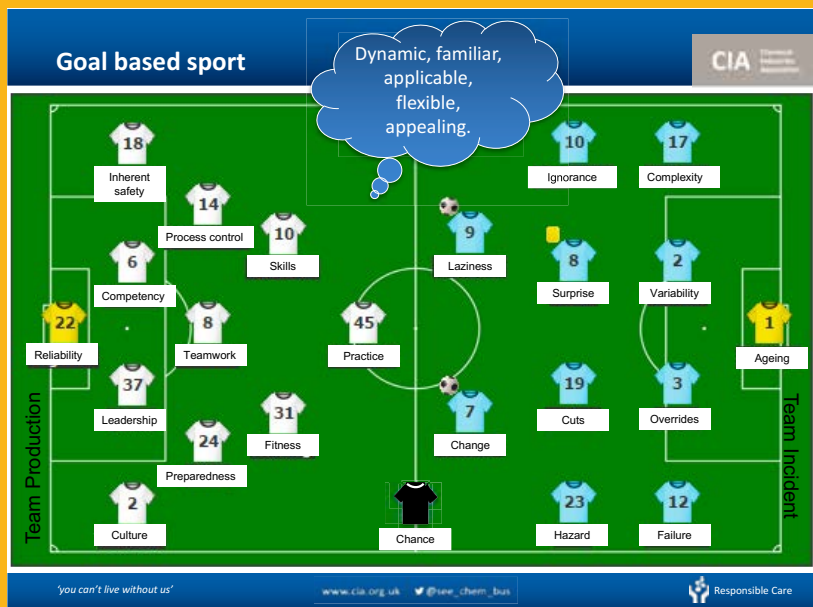 Goal based sport
Dynamic, familiar,
applicable,
flexible,
appealing.
CIA
18
Inherent
safety
14
Process control
10
Skills
6
Competency
22
Reliability
8
Teamwork
45
Practice
37
Leadership
31
Fitness
24
Preparedness
2
Culture
Team Production
10
Ignorance
17
Complexity
9
Laziness
8
Surprise
2
Variability
1
Ageing
7
Change
19
Cuts
3
Overrides
Chance
23
Hazard
12
Failure
Team Incident
'you can't live without us'
www.cia.org.uk
@see_chem_bus
Responsible Care